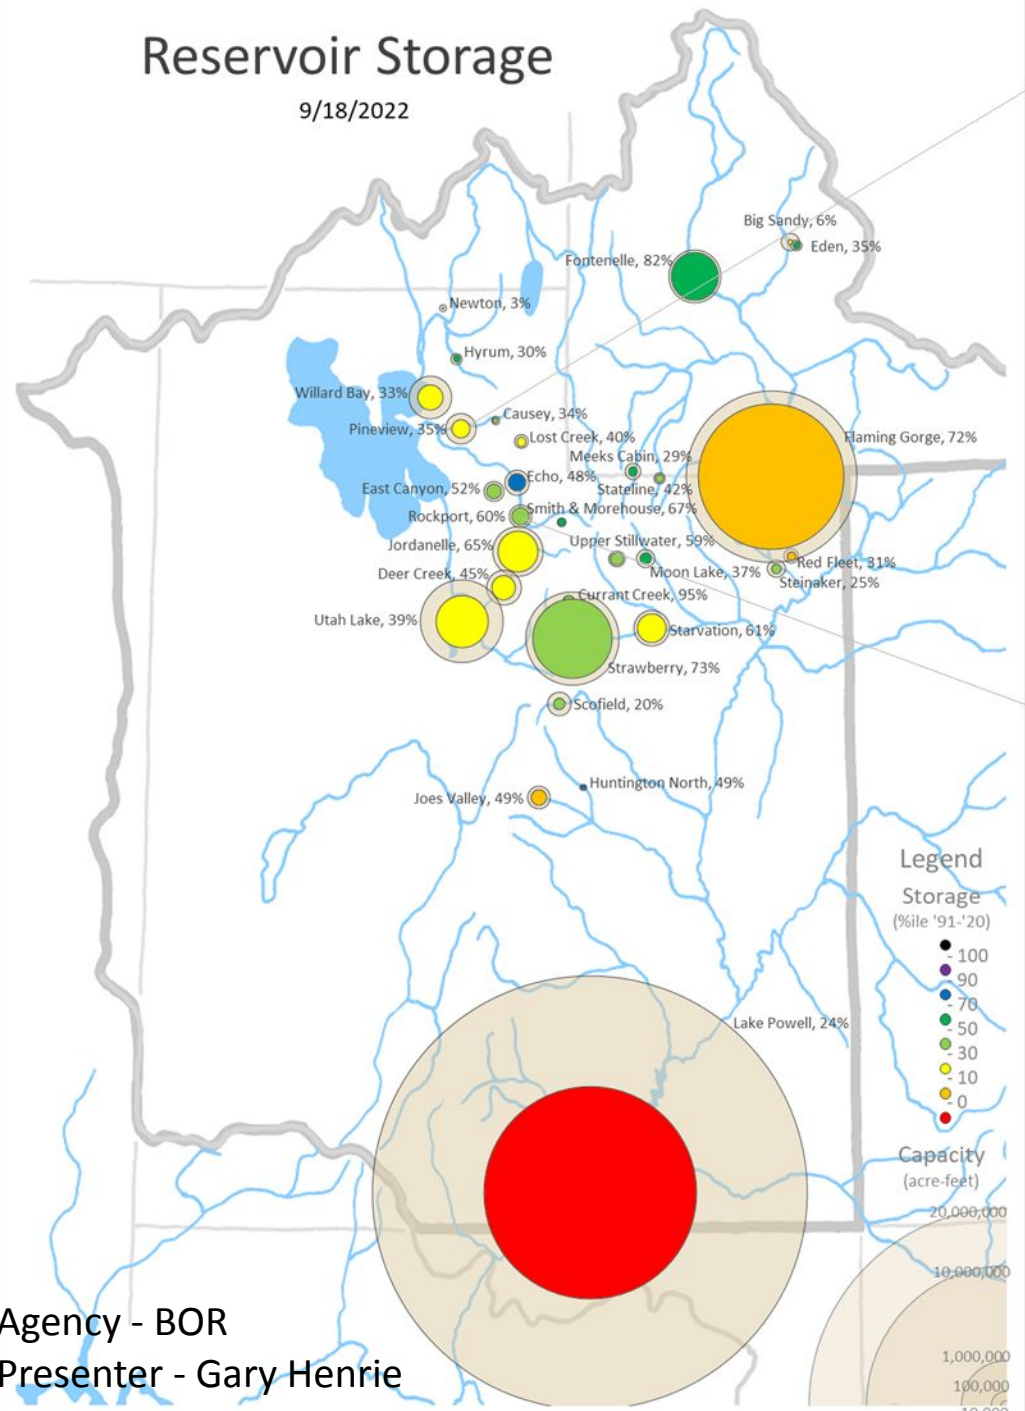 Reservoir Storage
9/18/2022
Big Sandy, 6%
Eden, 35%
Fontenelle, 82%
Newton, 3%
Hyrum, 30%
Willard Bay, 33%
Causey, 34%
Pineview, 35%
Lost Creek, 40%
Flaming Gorge, 72%
Meeks Cabin, 29%
Echo, 48%
East Canyon, 52%
Stateline, 42%
Smith & Morehouse, 67%
Rockport, 60%
Upper Stillwater, 59%
Jordanelle, 65%
Red Fleet, 31%
Moon Lake, 37%
Deer Creek, 45%
Steinaker, 25%
Currant Creek, 95%
Utah Lake, 39%
Starvation, 61%
Strawberry, 73%
Scofield, 20%
Huntington North, 49%
Joes Valley, 49%
Lake Powell, 24%
Legend
Storage
(%ile '91-'20)
- 100
- 90
- 70
- 50
- 30
- 10
- 0
Capacity
(acre-feet)
20,000,000
10,000,000
1,000,000
100,000
Agency - BOR
Presenter - Gary Henrie